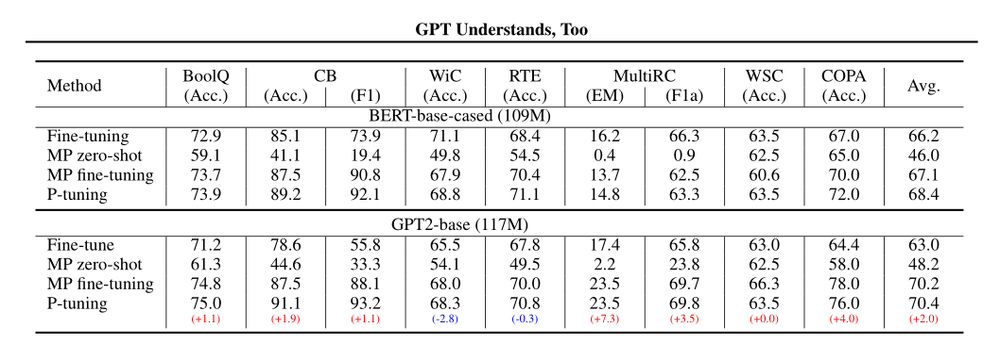 GPT Understands, Too
Method BoolQ CB WiC RTE MultiRC WSC COPA Avg.
(Acc.) (Acc.) (F1) (Acc.) (Acc.) (EM) (F1a) (Acc.) (Acc.)
BERT-base-cased (109M)
Fine-tuning 72.9 85.1 73.9 71.1 68.4 16.2 66.3 63.5 67.0 66.2
MP zero-shot 59.1 41.1 19.4 49.8 54.5 0.4 0.9 62.5 65.0 46.0
MP fine-tuning 73.7 87.5 90.8 67.9 70.4 13.7 62.5 60.6 70.0 67.1
P-tuning 73.9 89.2 92.1 68.8 71.1 14.8 63.3 63.5 72.0 68.4
GPT2-base (117M)
Fine-tune 71.2 78.6 55.8 65.5 67.8 17.4 65.8 63.0 64.4 63.0
MP zero-shot 61.3 44.6 33.3 54.1 49.5 2.2 23.8 62.5 58.0 48.2
MP fine-tuning 74.8 87.5 88.1 68.0 70.0 23.5 69.7 66.3 78.0 70.2
P-tuning 75.0 91.1 93.2 68.3 70.8 23.5 69.8 63.5 76.0 70.4
(+1.1) (+1.9) (+1.1) (-2.8) (-0.3) (+7.3) (+3.5) (+0.0) (+4.0) (+2.0)